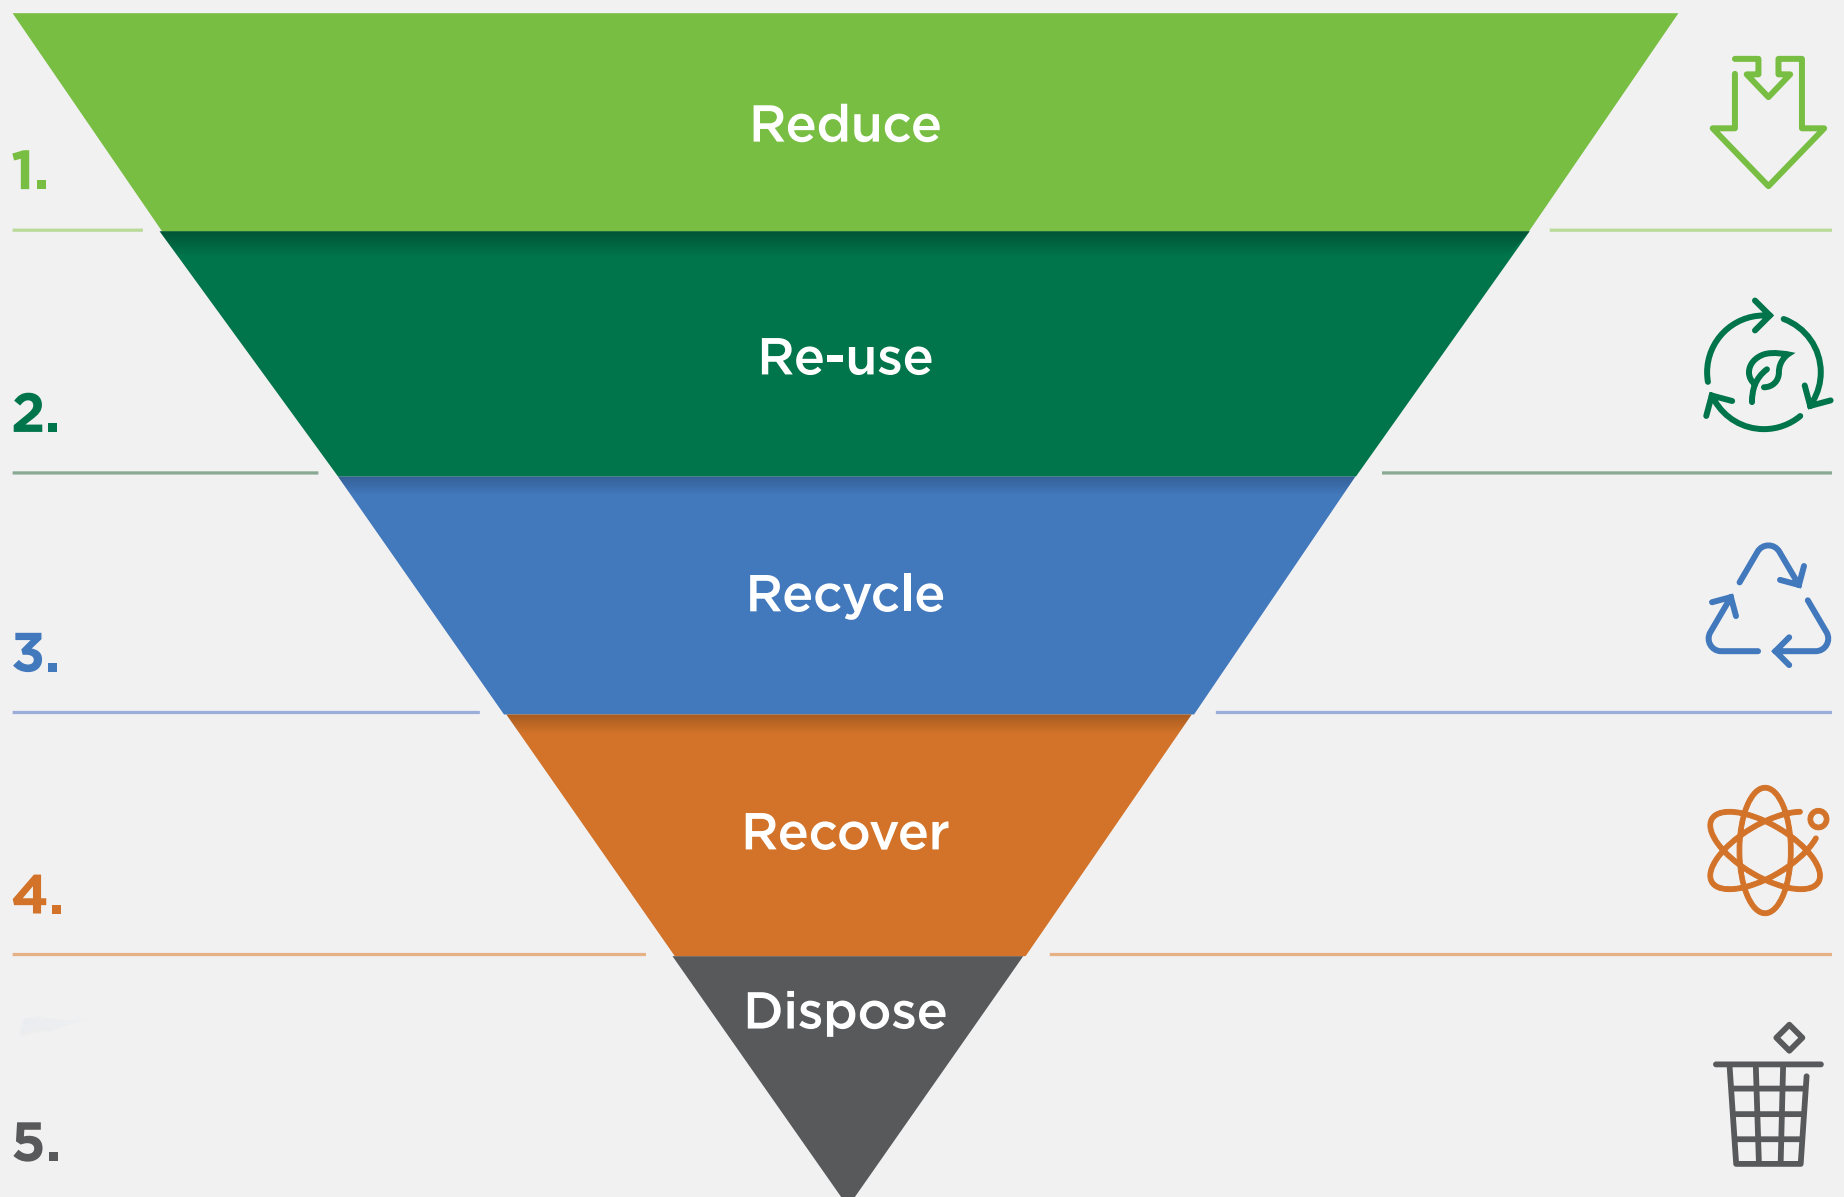 Reduce
1.
Re-use
2.
Recycle
3.
Recover
4.
Dispose
5.